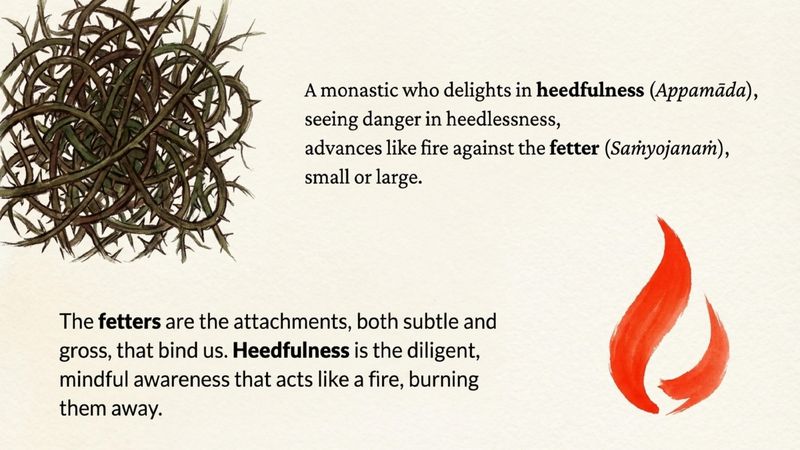 A monastic who delights in heedfulness (Appamāda),
seeing danger in heedlessness,
advances like fire against the fetter (Saṁyojanaṁ),
small or large.
The fetters are the attachments, both subtle and
gross, that bind us. Heedfulness is the diligent,
mindful awareness that acts like a fire, burning
them away.